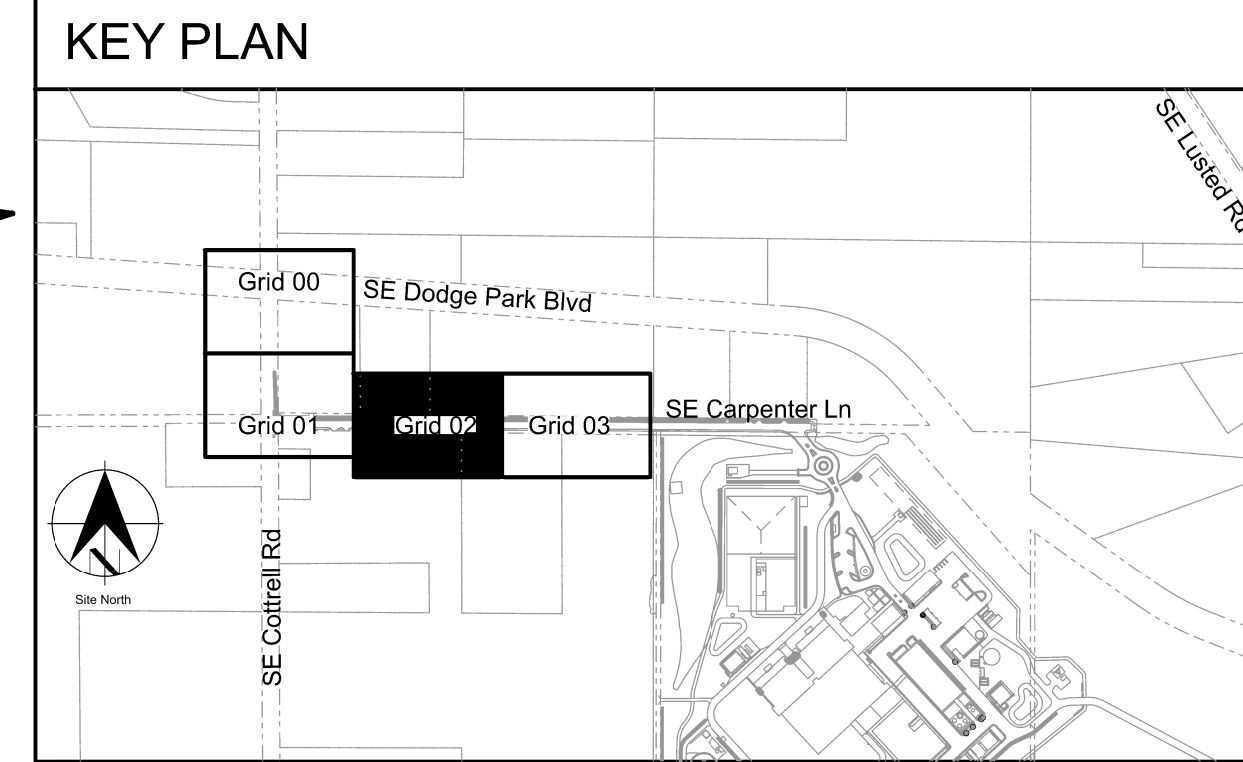 KEY PLAN
SE Lusted Rd
Grid 00
SE Dodge Park Blvd
Grid 01
Grid 02
Grid 03
SE Carpenter Ln
N
Site North
SE Cottrell Rd